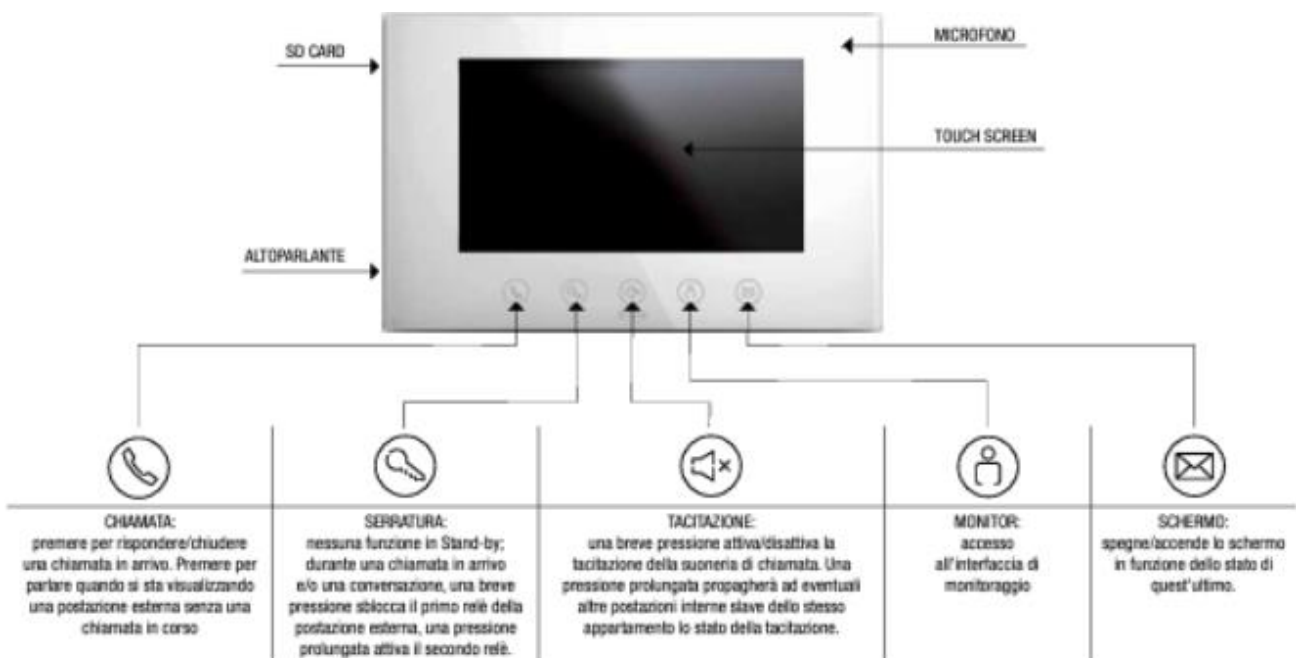 SD CARD
MICROFONO
TOUCH SCREEN
ALTOPARLANTE
CHIAMATA:
premere per rispondere/chiudere
una chiamata in arrivo. Premere per
parlare quando si sta visualizzando
una postazione esterna senza una
chiamata in corso
SERRATURA:
nessuna funzione in Stand-by;
durante una chiamata in arrivo
e/o una conversazione, una breve
pressione sblocca il primo relè della
postazione esterna, una pressione
prolungata attiva il secondo relè.
TACITAZIONE:
una breve pressione attiva/disattiva la
tacitazione della suoneria di chiamata. Una
pressione prolungata propagherà ad eventuali
altre postazioni interne slave dello stesso
appartamento lo stato della tacitazione.
MONITOR:
accesso
all'interfaccia di
monitoraggio
SCHERMO:
spegne/accende lo schermo
in funzione dello stato di
quest'ultimo.